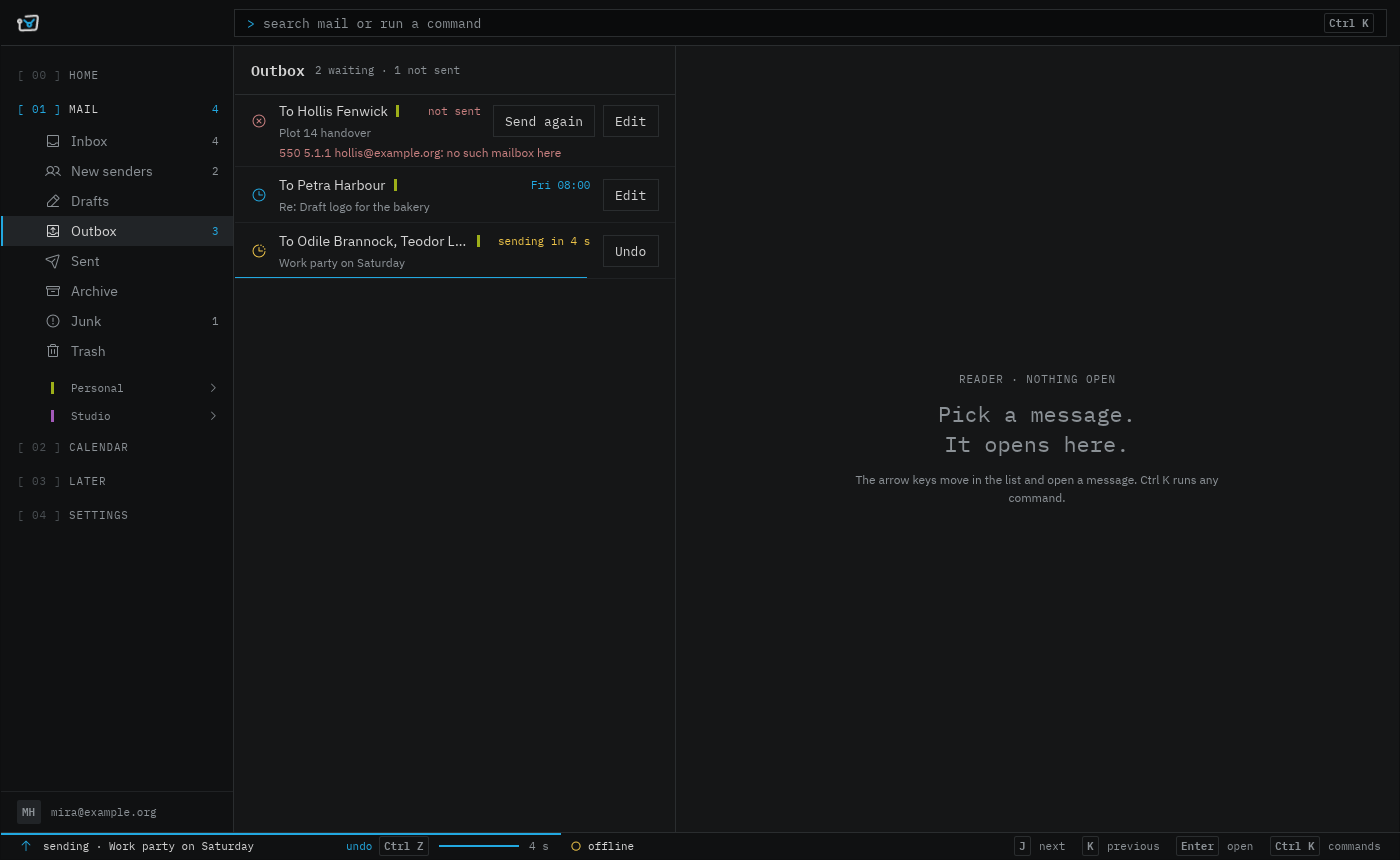 > search mail or run a command Ctrl K
[ 00 ] HOME
[ 01 ] MAIL 4
Inbox 4
New senders 2
Drafts
Outbox 3
Sent
Archive
Junk 1
Trash
Personal
Studio
[ 02 ] CALENDAR
[ 03 ] LATER
[ 04 ] SETTINGS
MH mira@example.org
Outbox 2 waiting · 1 not sent
To Hollis Fenwick not sent Send again Edit
Plot 14 handover
550 5.1.1 hollis@example.org: no such mailbox here
To Petra Harbour Fri 08:00 Edit
Re: Draft logo for the bakery
To Odile Brannock, Teodor L... sending in 4 s Undo
Work party on Saturday
READER · NOTHING OPEN
Pick a message.
It opens here.
The arrow keys move in the list and open a message. Ctrl K runs any
command.
sending · Work party on Saturday undo Ctrl Z 4 s offline J next K previous Enter open Ctrl K commands